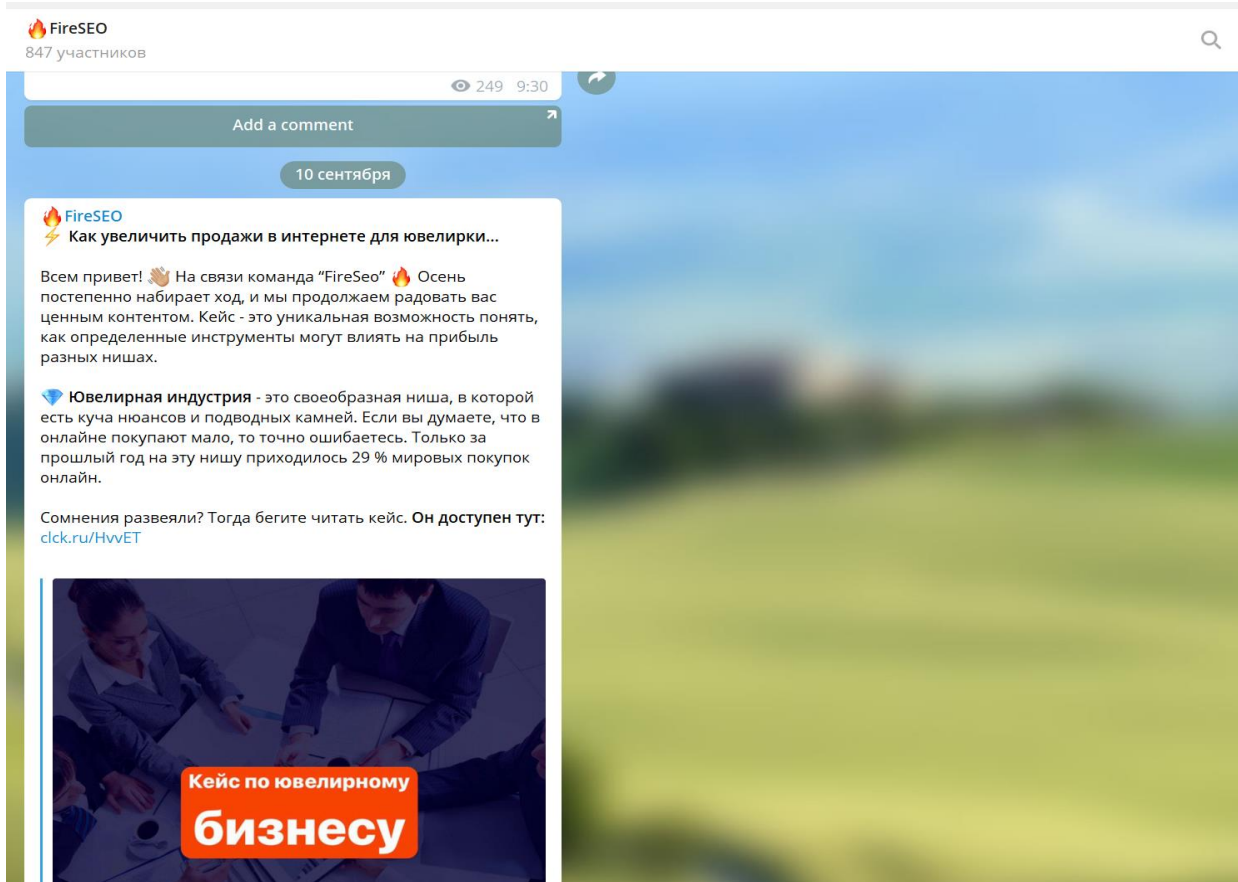 🔥FireSEO
847 участников
249 9:30
Add a comment
10 сентября
🔥FireSEO
⚡ Как увеличить продажи в интернете для ювелирки...
Всем привет! 👋🏼 На связи команда “FireSeo” 🔥 Осень
постепенно набирает ход, и мы продолжаем радовать вас
ценным контентом. Кейс - это уникальная возможность понять,
как определенные инструменты могут влиять на прибыль
разных нишах.
💎 Ювелирная индустрия - это своеобразная ниша, в которой
есть куча нюансов и подводных камней. Если вы думаете, что в
онлайне покупают мало, то точно ошибаетесь. Только за
прошлый год на эту нишу приходилось 29 % мировых покупок
онлайн.
Сомнения развеяли? Тогда бегите читать кейс. Он доступен тут:
clck.ru/HvvET
Кейс по ювелирному
бизнесу